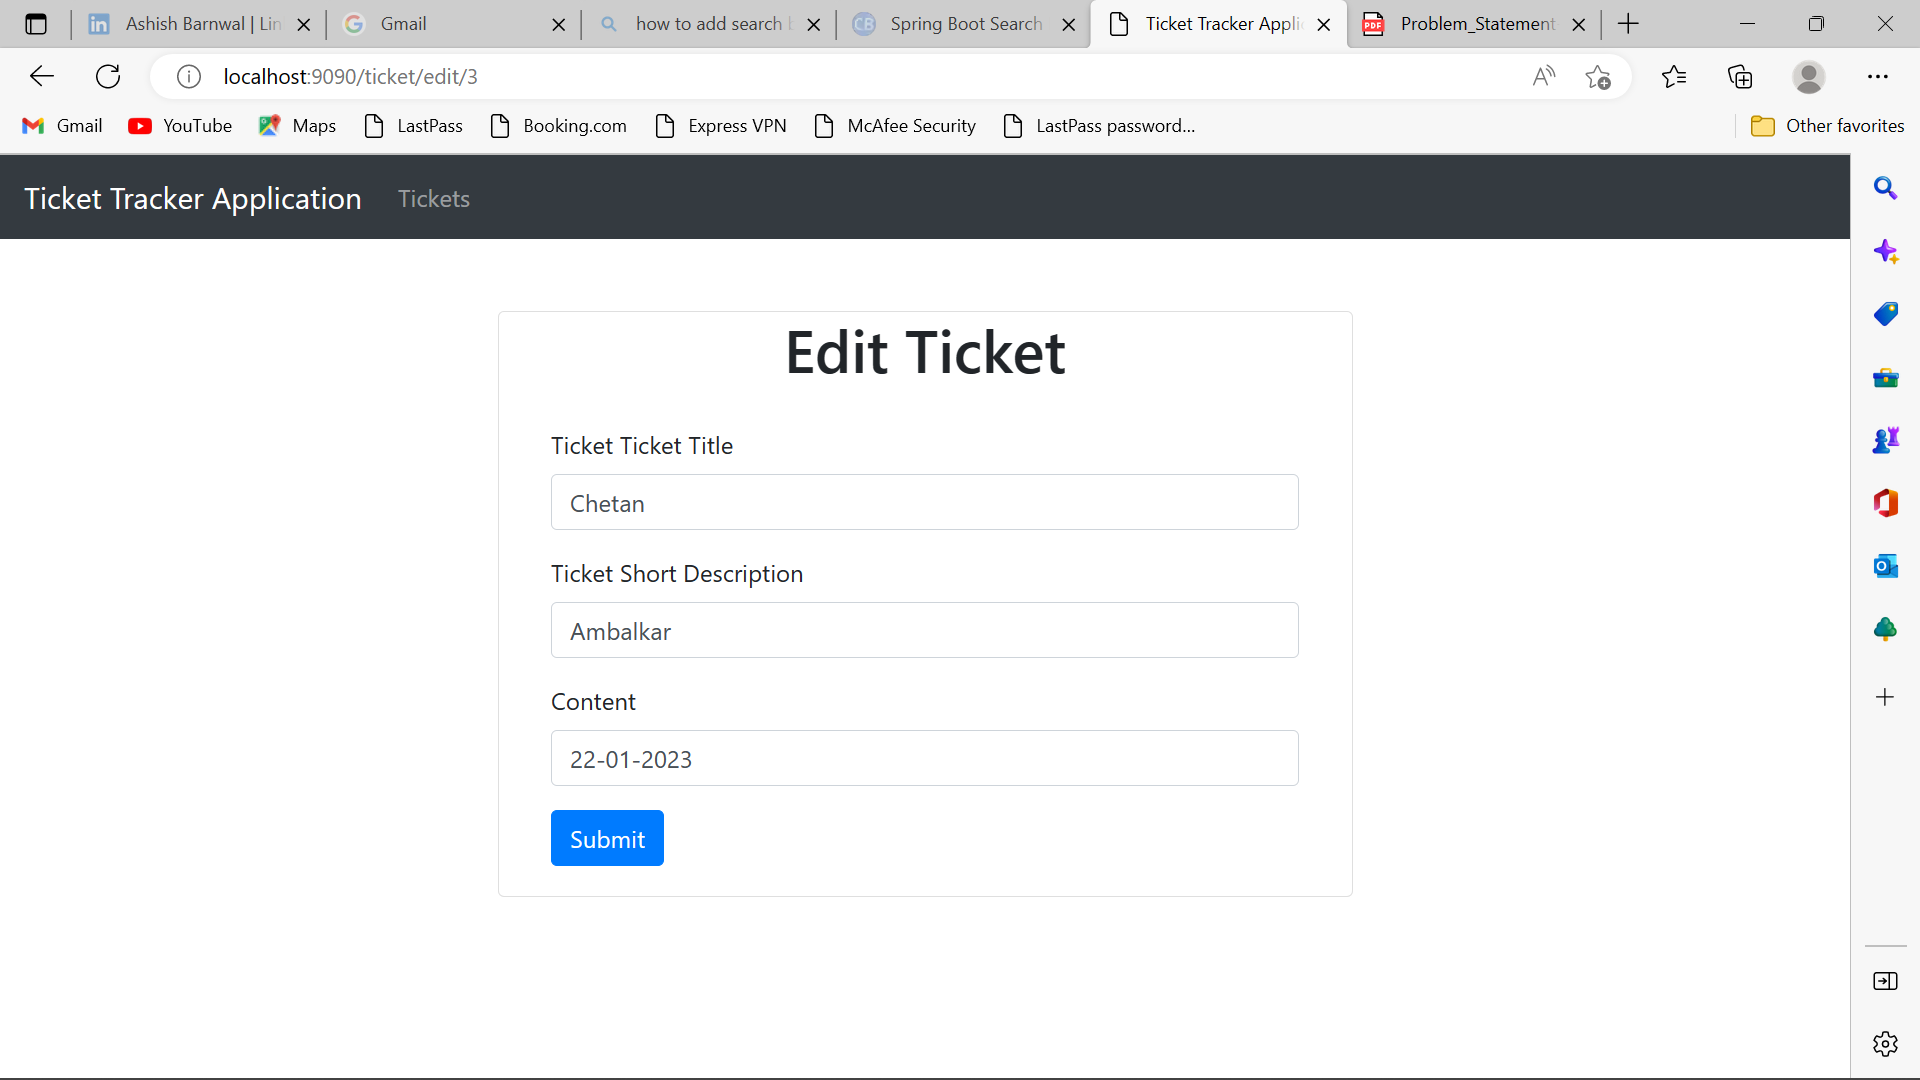 Ashish Barnwal | Lin
Gmail
how to add search b
Spring Boot Search
Ticket Tracker Appli
PDF
Problem_Statement
localhost:9090/ticket/edit/3
Gmail
YouTube
Maps
LastPass
Booking.com
Express VPN
McAfee Security
LastPass password...
Other favorites
Ticket Tracker Application
Tickets
Edit Ticket
Ticket Ticket Title
Chetan
Ticket Short Description
Ambalkar
Content
22-01-2023
Submit